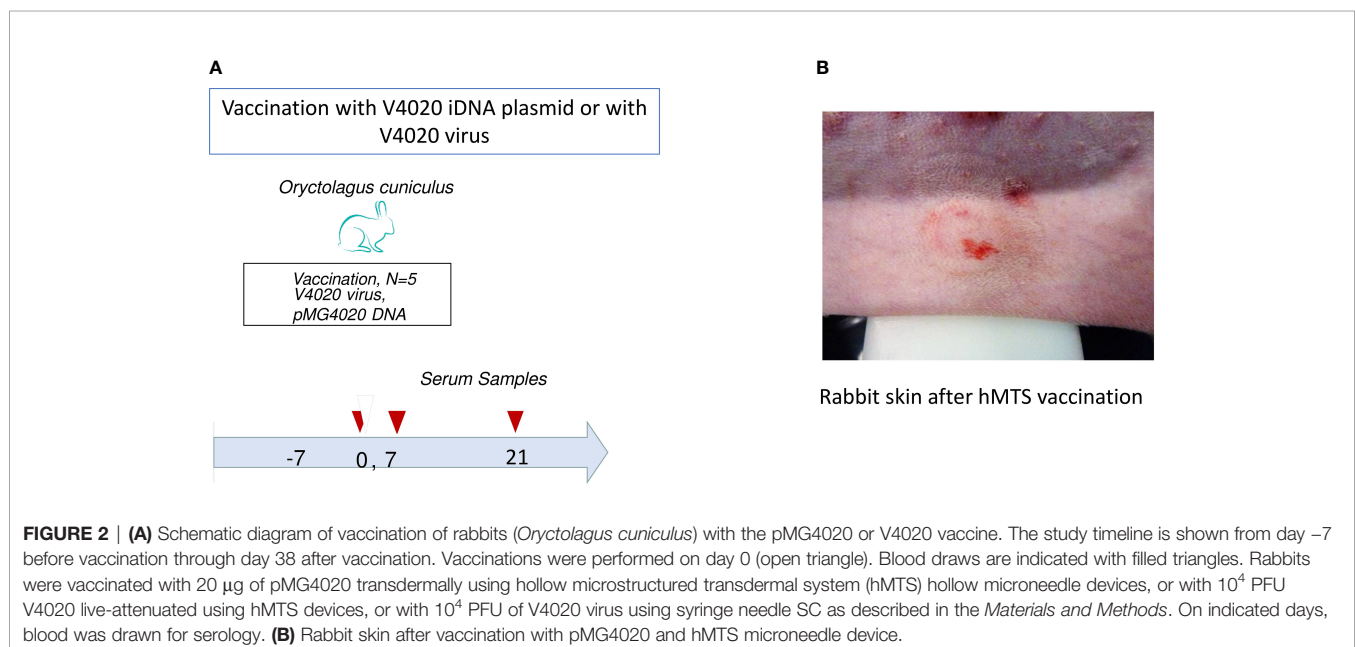 A
Vaccination with V4020 iDNA plasmid or with
V4020 virus
Oryctolagus cuniculus
Vaccination, N=5
V4020 virus,
pMG4020 DNA
Serum Samples
-7 0 , 7 21
B
Rabbit skin after hMTS vaccination
FIGURE 2 | (A) Schematic diagram of vaccination of rabbits (Oryctolagus cuniculus) with the pMG4020 or V4020 vaccine. The study timeline is shown from day −7
before vaccination through day 38 after vaccination. Vaccinations were performed on day 0 (open triangle). Blood draws are indicated with filled triangles. Rabbits
were vaccinated with 20 μg of pMG4020 transdermally using hollow microstructured transdermal system (hMTS) hollow microneedle devices, or with 10⁴ PFU
V4020 live-attenuated using hMTS devices, or with 10⁴ PFU of V4020 virus using syringe needle SC as described in the Materials and Methods. On indicated days,
blood was drawn for serology. (B) Rabbit skin after vaccination with pMG4020 and hMTS microneedle device.